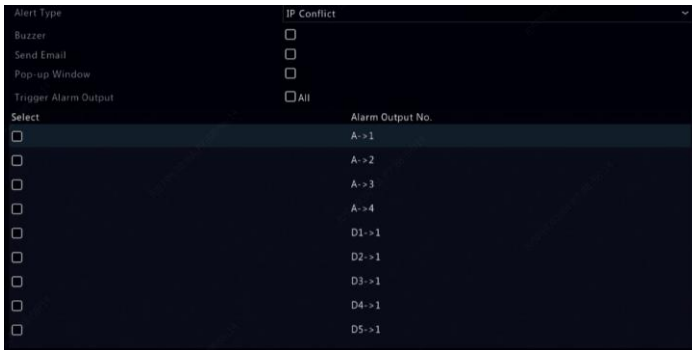 Alert Type IP Conflict
Buzzer
Send Email
Pop-up Window
Trigger Alarm Output All
Select Alarm Output No.
A->1
A->2
A->3
A->4
D1->1
D2->1
D3->1
D4->1
D5->1